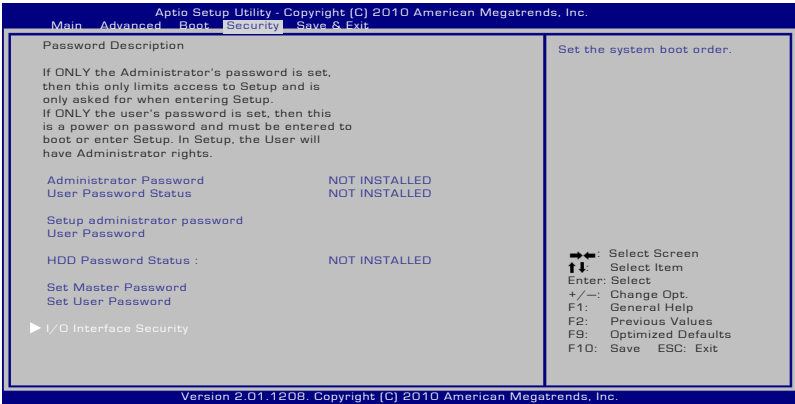 Aptio Setup Utility - Copyright (C) 2010 American Megatrends, Inc.
Main Advanced Boot Security Save & Exit
Password Description
If ONLY the Administrator's password is set,
then this only limits access to Setup and is
only asked for when entering Setup.
If ONLY the user's password is set, then this
is a power on password and must be entered to
boot or enter Setup. In Setup, the User will
have Administrator rights.
Administrator Password NOT INSTALLED
User Password Status NOT INSTALLED
Setup administrator password
User Password
HDD Password Status : NOT INSTALLED
Set Master Password
Set User Password
I/O Interface Security
Set the system boot order.
→←: Select Screen
↑↓: Select Item
Enter: Select
+/—: Change Opt.
F1: General Help
F2: Previous Values
F9: Optimized Defaults
F10: Save ESC: Exit
Version 2.01.1208. Copyright (C) 2010 American Megatrends, Inc.